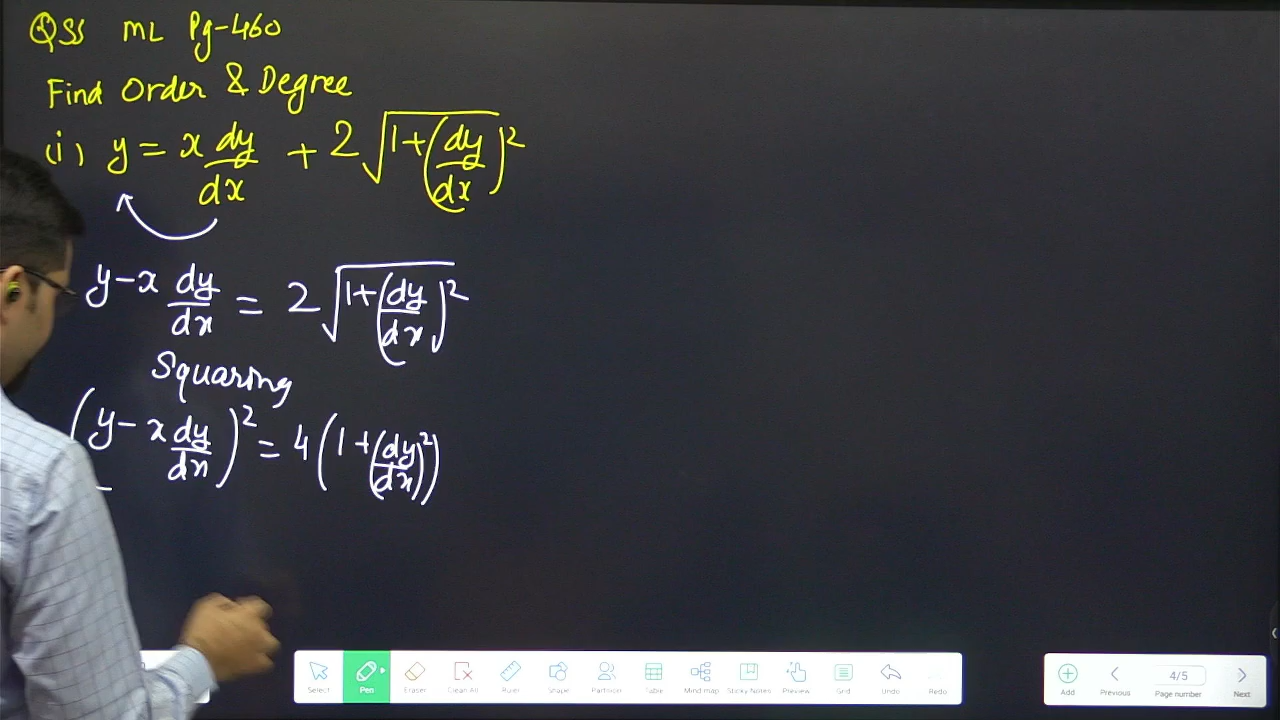 Q58 ML Pg-460
Find Order & Degree
(i) y = x dy/dx + 2 √(1+(dy/dx)²)
y-x dy/dx = 2 √(1+(dy/dx)²)
Squaring
(y-x dy/dx)² = 4(1+(dy/dx)²)
Select Pen Eraser Clean All Ruler Shape Partition Table Mind map Sticky Notes Preview Grid Undo Redo
Add Previous 4/5 Page number Next